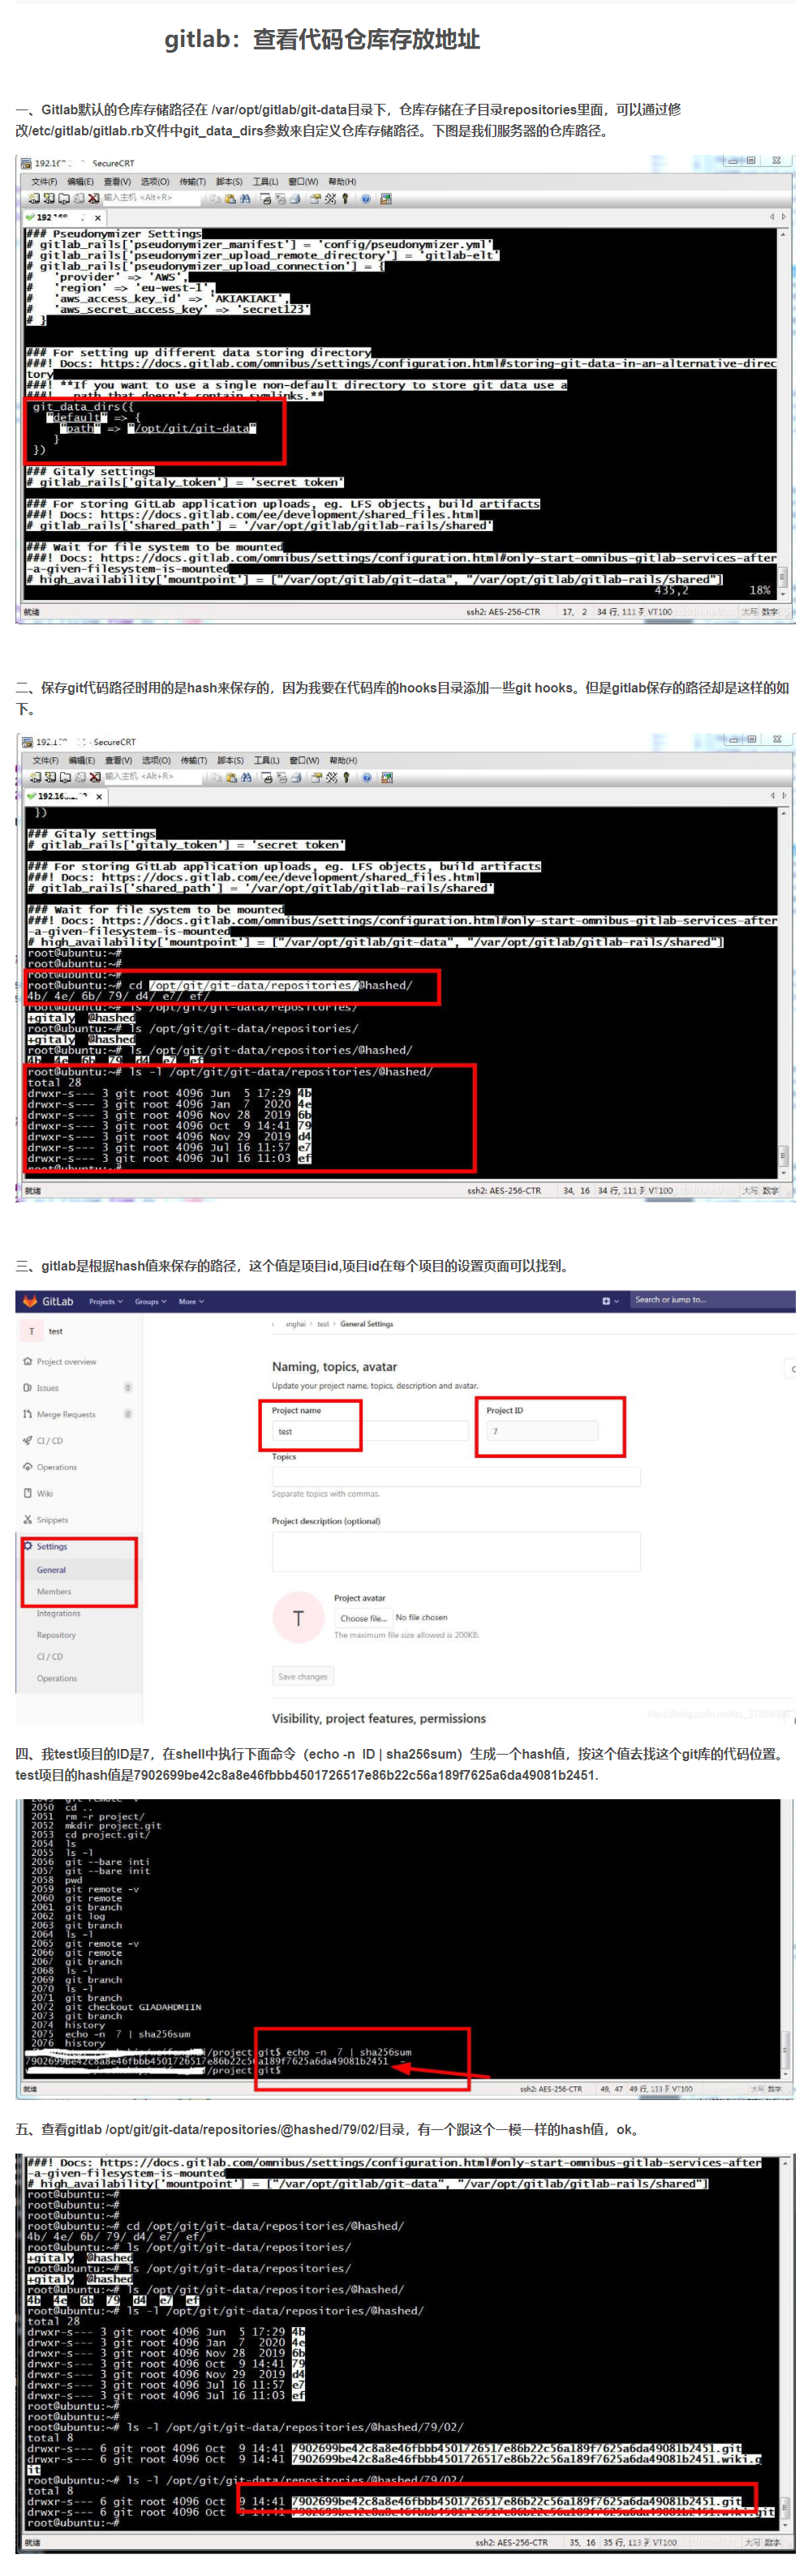 gitlab：查看代码仓库存放地址
一、Gitlab默认的仓库存储路径在 /var/opt/gitlab/git-data目录下，仓库存储在子目录repositories里面，可以通过修
改/etc/gitlab/gitlab.rb文件中git_data_dirs参数来自定义仓库存储路径。下图是我们服务器的仓库路径。
SecureCRT
文件(F) 编辑(E) 查看(V) 选项(O) 传输(T) 脚本(S) 工具(L) 窗口(W) 帮助(H)
输入主机 <Alt+R>
### Pseudonymizer Settings
# gitlab_rails['pseudonymizer_manifest'] = 'config/pseudonymizer.yml'
# gitlab_rails['pseudonymizer_upload_remote_directory'] = 'gitlab-elt'
# gitlab_rails['pseudonymizer_upload_connection'] = {
#   'provider' => 'AWS',
#   'region' => 'eu-west-1',
#   'aws_access_key_id' => 'AKIAKIAKI',
#   'aws_secret_access_key' => 'secret123'
# }
### For setting up different data storing directory
###! Docs: https://docs.gitlab.com/omnibus/settings/configuration.html#storing-git-data-in-an-alternative-direc
tory
###! **If you want to use a single non-default directory to store git data use a
###!   path that doesn't contain symlinks.**
git_data_dirs({
"default" => {
"path" => "/opt/git/git-data"
}
})
### Gitaly settings
# gitlab_rails['gitaly_token'] = 'secret token'
### For storing GitLab application uploads, eg. LFS objects, build artifacts
###! Docs: https://docs.gitlab.com/ee/development/shared_files.html
# gitlab_rails['shared_path'] = '/var/opt/gitlab/gitlab-rails/shared'
### Wait for file system to be mounted
###! Docs: https://docs.gitlab.com/omnibus/settings/configuration.html#only-start-omnibus-gitlab-services-after
-a-given-filesystem-is-mounted
# high_availability['mountpoint'] = ["/var/opt/gitlab/git-data", "/var/opt/gitlab/gitlab-rails/shared"]
435,2 18%
就绪 ssh2: AES-256-CTR 17, 2 34 行, 111 列 VT100 大写 数字
二、保存git代码路径时用的是hash来保存的，因为我要在代码库的hooks目录添加一些git hooks。但是gitlab保存的路径却是这样的如
下。
- SecureCRT
文件(F) 编辑(E) 查看(V) 选项(O) 传输(T) 脚本(S) 工具(L) 窗口(W) 帮助(H)
输入主机 <Alt+R>
})
### Gitaly settings
# gitlab_rails['gitaly_token'] = 'secret token'
### For storing GitLab application uploads, eg. LFS objects, build artifacts
###! Docs: https://docs.gitlab.com/ee/development/shared_files.html
# gitlab_rails['shared_path'] = '/var/opt/gitlab/gitlab-rails/shared'
### Wait for file system to be mounted
###! Docs: https://docs.gitlab.com/omnibus/settings/configuration.html#only-start-omnibus-gitlab-services-after
-a-given-filesystem-is-mounted
# high_availability['mountpoint'] = ["/var/opt/gitlab/git-data", "/var/opt/gitlab/gitlab-rails/shared"]
root@ubuntu:~#
root@ubuntu:~#
root@ubuntu:~#
root@ubuntu:~# cd /opt/git/git-data/repositories/@hashed/
4b/ 4e/ 6b/ 79/ d4/ e7/ ef/
root@ubuntu:~# ls /opt/git/git-data/repositories/
+gitaly  @hashed
root@ubuntu:~# ls /opt/git/git-data/repositories/
+gitaly  @hashed
root@ubuntu:~# ls /opt/git/git-data/repositories/@hashed/
4b  4e  6b  79  d4  e7  ef
root@ubuntu:~# ls -l /opt/git/git-data/repositories/@hashed/
total 28
drwxr-s--- 3 git root 4096 Jun  5 17:29 4b
drwxr-s--- 3 git root 4096 Jan  7  2020 4e
drwxr-s--- 3 git root 4096 Nov 28  2019 6b
drwxr-s--- 3 git root 4096 Oct  9 14:41 79
drwxr-s--- 3 git root 4096 Nov 29  2019 d4
drwxr-s--- 3 git root 4096 Jul 16 11:57 e7
drwxr-s--- 3 git root 4096 Jul 16 11:03 ef
root@ubuntu:~#
就绪 ssh2: AES-256-CTR 34, 16 34 行, 111 列 VT100 大写 数字
三、gitlab是根据hash值来保存的路径，这个值是项目id,项目id在每个项目的设置页面可以找到。
GitLab Projects Groups More Search or jump to...
T test
anghai › test › General Settings
Project overview
Issues 0
Merge Requests 0
CI / CD
Operations
Wiki
Snippets
Settings
General
Members
Integrations
Repository
CI / CD
Operations
Naming, topics, avatar
Update your project name, topics, description and avatar.
Project name Project ID
test 7
Topics
Separate topics with commas.
Project description (optional)
Project avatar
T
Choose file... No file chosen
The maximum file size allowed is 200KB.
Save changes
Visibility, project features, permissions
四、我test项目的ID是7，在shell中执行下面命令（echo -n  ID | sha256sum）生成一个hash值，按这个值去找这个git库的代码位置。
test项目的hash值是7902699be42c8a8e46fbbb4501726517e86b22c56a189f7625a6da49081b2451.
2049  git remote -v
2050  cd ..
2051  rm -r project/
2052  mkdir project.git
2053  cd project.git/
2054  ls
2055  ls -l
2056  git --bare inti
2057  git --bare init
2058  pwd
2059  git remote -v
2060  git remote
2061  git branch
2062  git log
2063  git branch
2064  ls -l
2065  git remote -v
2066  git remote
2067  git branch
2068  ls -l
2069  git branch
2070  ls -l
2071  git branch
2072  git checkout GIADAHDMIIN
2073  git branch
2074  history
2075  echo -n  7 | sha256sum
2076  history
/project git$ echo -n  7 | sha256sum
7902699be42c8a8e46fbbb4501726517e86b22c56a189f7625a6da49081b2451  -
/project git$
就绪 ssh2: AES-256-CTR 49, 47 49 行, 133 列 VT100 大写 数字
五、查看gitlab /opt/git/git-data/repositories/@hashed/79/02/目录，有一个跟这个一模一样的hash值，ok。
###! Docs: https://docs.gitlab.com/omnibus/settings/configuration.html#only-start-omnibus-gitlab-services-after
-a-given-filesystem-is-mounted
# high_availability['mountpoint'] = ["/var/opt/gitlab/git-data", "/var/opt/gitlab/gitlab-rails/shared"]
root@ubuntu:~#
root@ubuntu:~#
root@ubuntu:~#
root@ubuntu:~# cd /opt/git/git-data/repositories/@hashed/
4b/ 4e/ 6b/ 79/ d4/ e7/ ef/
root@ubuntu:~# ls /opt/git/git-data/repositories/
+gitaly  @hashed
root@ubuntu:~# ls /opt/git/git-data/repositories/
+gitaly  @hashed
root@ubuntu:~# ls /opt/git/git-data/repositories/@hashed/
4b  4e  6b  79  d4  e7  ef
root@ubuntu:~# ls -l /opt/git/git-data/repositories/@hashed/
total 28
drwxr-s--- 3 git root 4096 Jun  5 17:29 4b
drwxr-s--- 3 git root 4096 Jan  7  2020 4e
drwxr-s--- 3 git root 4096 Nov 28  2019 6b
drwxr-s--- 3 git root 4096 Oct  9 14:41 79
drwxr-s--- 3 git root 4096 Nov 29  2019 d4
drwxr-s--- 3 git root 4096 Jul 16 11:57 e7
drwxr-s--- 3 git root 4096 Jul 16 11:03 ef
root@ubuntu:~#
root@ubuntu:~#
root@ubuntu:~# ls -l /opt/git/git-data/repositories/@hashed/79/02/
total 8
drwxr-s--- 6 git root 4096 Oct  9 14:41 7902699be42c8a8e46fbbb4501726517e86b22c56a189f7625a6da49081b2451.git
drwxr-s--- 6 git root 4096 Oct  9 14:41 7902699be42c8a8e46fbbb4501726517e86b22c56a189f7625a6da49081b2451.wiki.g
it
root@ubuntu:~# ls -l /opt/git/git-data/repositories/@hashed/79/02/
total 8
drwxr-s--- 6 git root 4096 Oct  9 14:41 7902699be42c8a8e46fbbb4501726517e86b22c56a189f7625a6da49081b2451.git
drwxr-s--- 6 git root 4096 Oct  9 14:41 7902699be42c8a8e46fbbb4501726517e86b22c56a189f7625a6da49081b2451.wiki.git
root@ubuntu:~#
就绪 ssh2: AES-256-CTR 35, 16 35 行, 113 列 VT100 大写 数字